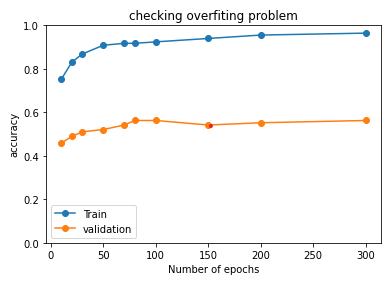 checking overfiting problem
accuracy
1.0
0.8
0.6
0.4
0.2
0.0
Train
validation
0 50 100 150 200 250 300
Number of epochs